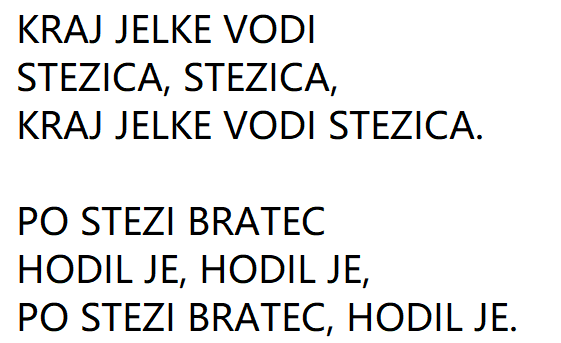 KRAJ JELKE VODI
STEZICA, STEZICA,
KRAJ JELKE VODI STEZICA.

PO STEZI BRATEC
HODIL JE, HODIL JE,
PO STEZI BRATEC, HODIL JE.